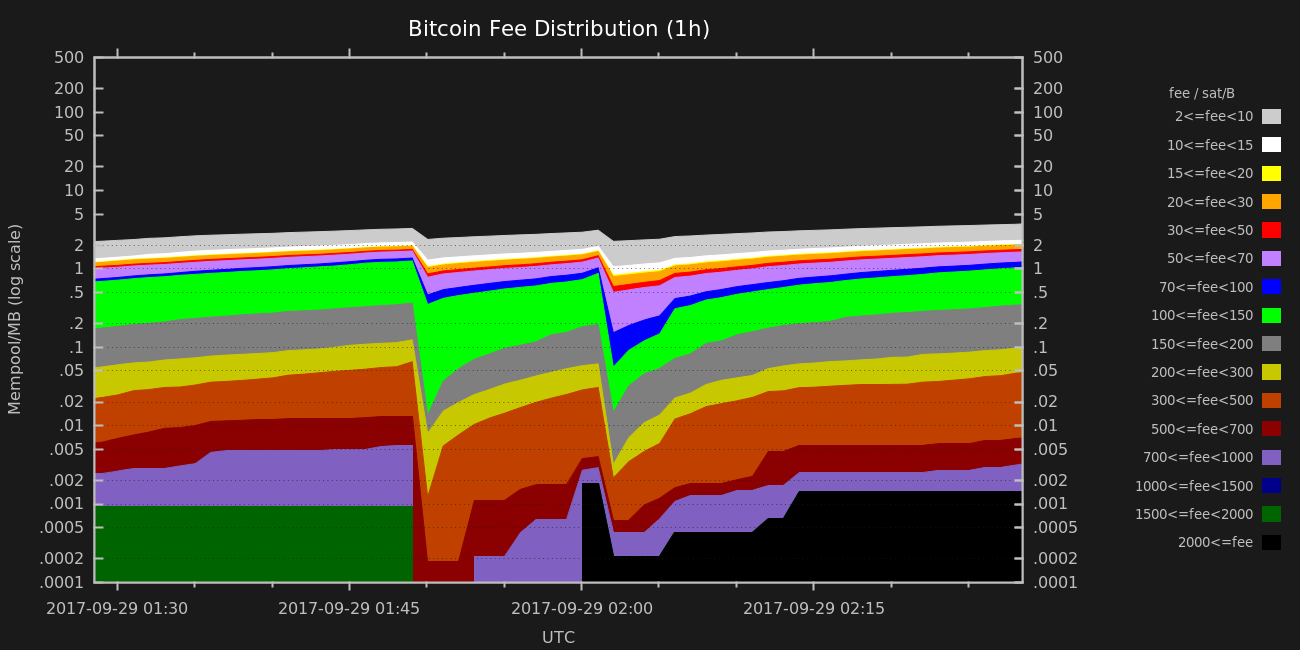 Bitcoin Fee Distribution (1h)
500 500
200 200
100 100
50 50
20 20
10 10
5 5
2 2
1 1
.5 .5
.2 .2
.1 .1
.05 .05
.02 .02
.01 .01
.005 .005
.002 .002
.001 .001
.0005 .0005
.0002 .0002
.0001 .0001
Mempool/MB (log scale)
2017-09-29 01:30 2017-09-29 01:45 2017-09-29 02:00 2017-09-29 02:15
UTC
fee / sat/B
2<=fee<10
10<=fee<15
15<=fee<20
20<=fee<30
30<=fee<50
50<=fee<70
70<=fee<100
100<=fee<150
150<=fee<200
200<=fee<300
300<=fee<500
500<=fee<700
700<=fee<1000
1000<=fee<1500
1500<=fee<2000
2000<=fee